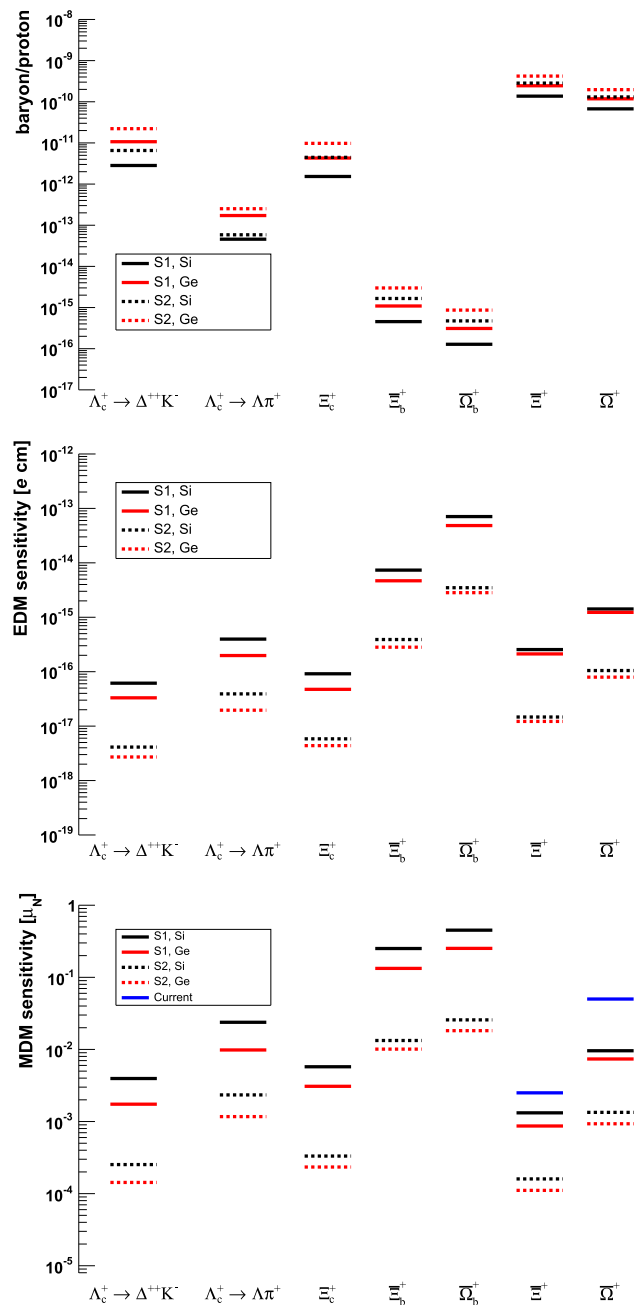 baryon/proton
10⁻⁸
10⁻⁹
10⁻¹⁰
10⁻¹¹
10⁻¹²
10⁻¹³
10⁻¹⁴
10⁻¹⁵
10⁻¹⁶
10⁻¹⁷
S1, Si
S1, Ge
S2, Si
S2, Ge
Λc⁺ → Δ⁺⁺K⁻ Λc⁺ → Λπ⁺ Ξc⁺ Ξ̅b⁺ Ω̅b⁺ Ξ̅⁺ Ω̅⁺
EDM sensitivity [e cm]
10⁻¹²
10⁻¹³
10⁻¹⁴
10⁻¹⁵
10⁻¹⁶
10⁻¹⁷
10⁻¹⁸
10⁻¹⁹
S1, Si
S1, Ge
S2, Si
S2, Ge
Λc⁺ → Δ⁺⁺K⁻ Λc⁺ → Λπ⁺ Ξc⁺ Ξ̅b⁺ Ω̅b⁺ Ξ̅⁺ Ω̅⁺
MDM sensitivity [μN]
1
10⁻¹
10⁻²
10⁻³
10⁻⁴
10⁻⁵
S1, Si
S1, Ge
S2, Si
S2, Ge
Current
Λc⁺ → Δ⁺⁺K⁻ Λc⁺ → Λπ⁺ Ξc⁺ Ξ̅b⁺ Ω̅b⁺ Ξ̅⁺ Ω̅⁺